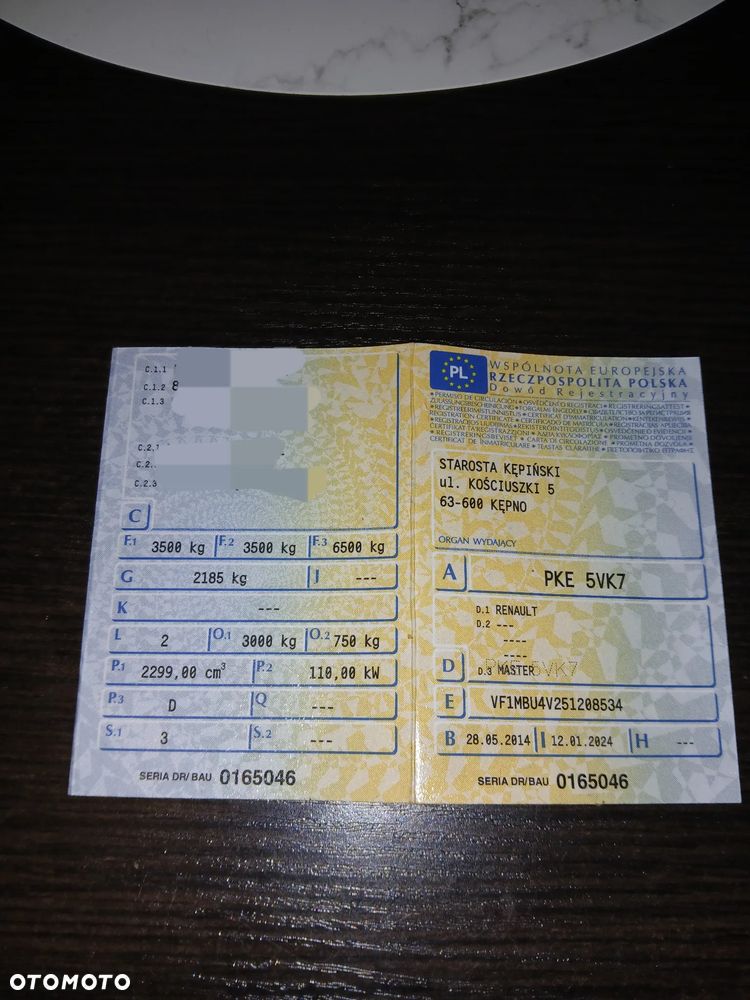 C.1.1
C.1.2 8
C.1.3
C.2.1
C.2.
C.2.3
C
F.1 3500 kg F.2 3500 kg F.3 6500 kg
G 2185 kg J ---
K ---
L 2 O.1 3000 kg O.2 750 kg
P.1 2299,00 cm³ P.2 110,00 kW
P.3 D Q ---
S.1 3 S.2 ---
SERIA DR/BAU 0165046
PL
WSPÓLNOTA EUROPEJSKA
RZECZPOSPOLITA POLSKA
Dowód Rejestracyjny
STAROSTA KĘPIŃSKI
ul. KOŚCIUSZKI 5
63-600 KĘPNO
ORGAN WYDAJĄCY
A PKE 5VK7
D.1 RENAULT
D.2 ---
----
----
PKE 5VK7
D D.3 MASTER
E VF1MBU4V251208534
B 28.05.2014 I 12.01.2024 H ---
SERIA DR/BAU 0165046
OTOMOTO